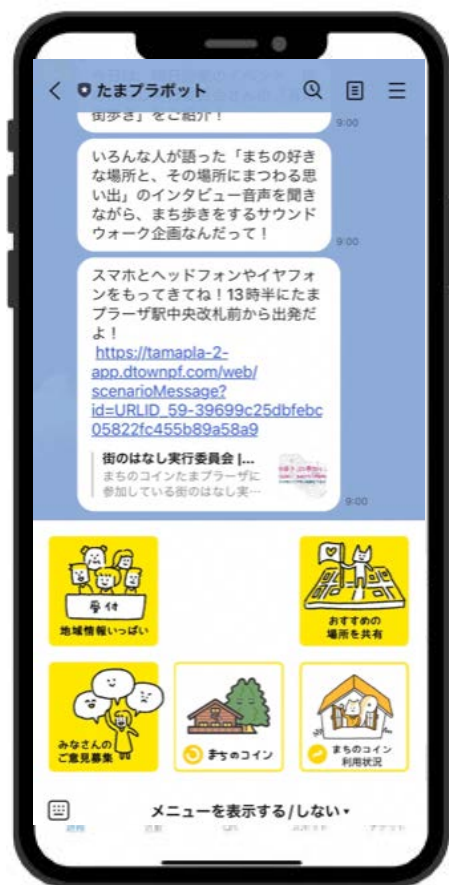 たまプラボット
街歩き」をご紹介！
9:00
いろんな人が語った「まちの好き
な場所と、その場所にまつわる思
い出」のインタビュー音声を聞き
ながら、まち歩きをするサウンド
ウォーク企画なんだって！
9:00
スマホとヘッドフォンやイヤフォ
ンをもってきてね！13時半にたま
プラーザ駅中央改札前から出発だ
よ！
https://tamapla-2-
app.dtownpf.com/web/
scenarioMessage?
id=URLID_59-39699c25dbfebc
05822fc455b89a58a9
街のはなし実行委員会 |...
まちのコインたまプラーザに
参加している街のはなし実…
9:00
受付
地域情報いっぱい
おすすめの
場所を共有
みなさんの
ご意見募集
まちのコイン
まちのコイン
利用状況
メニューを表示する/しない▾